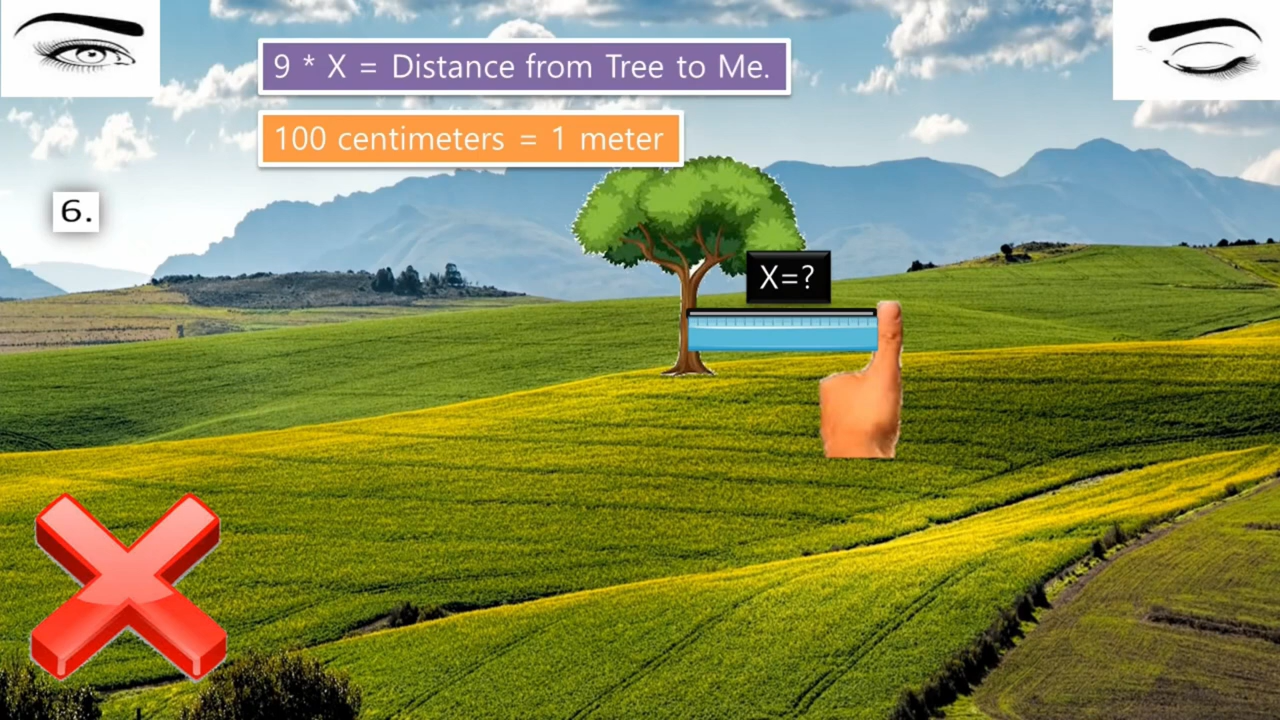 9 * X = Distance from Tree to Me.
100 centimeters = 1 meter
6.
X=?